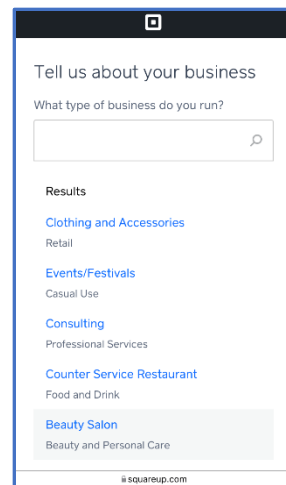 Tell us about your business
What type of business do you run?
Results
Clothing and Accessories
Retail
Events/Festivals
Casual Use
Consulting
Professional Services
Counter Service Restaurant
Food and Drink
Beauty Salon
Beauty and Personal Care
squareup.com